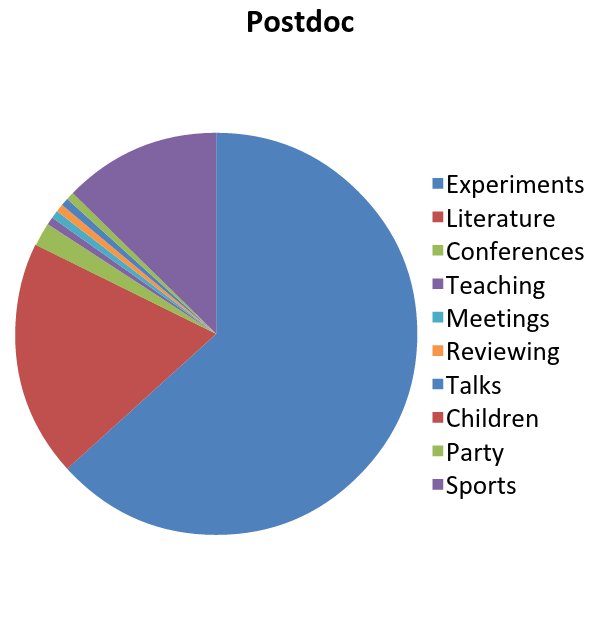 Postdoc
Experiments
Literature
Conferences
Teaching
Meetings
Reviewing
Talks
Children
Party
Sports